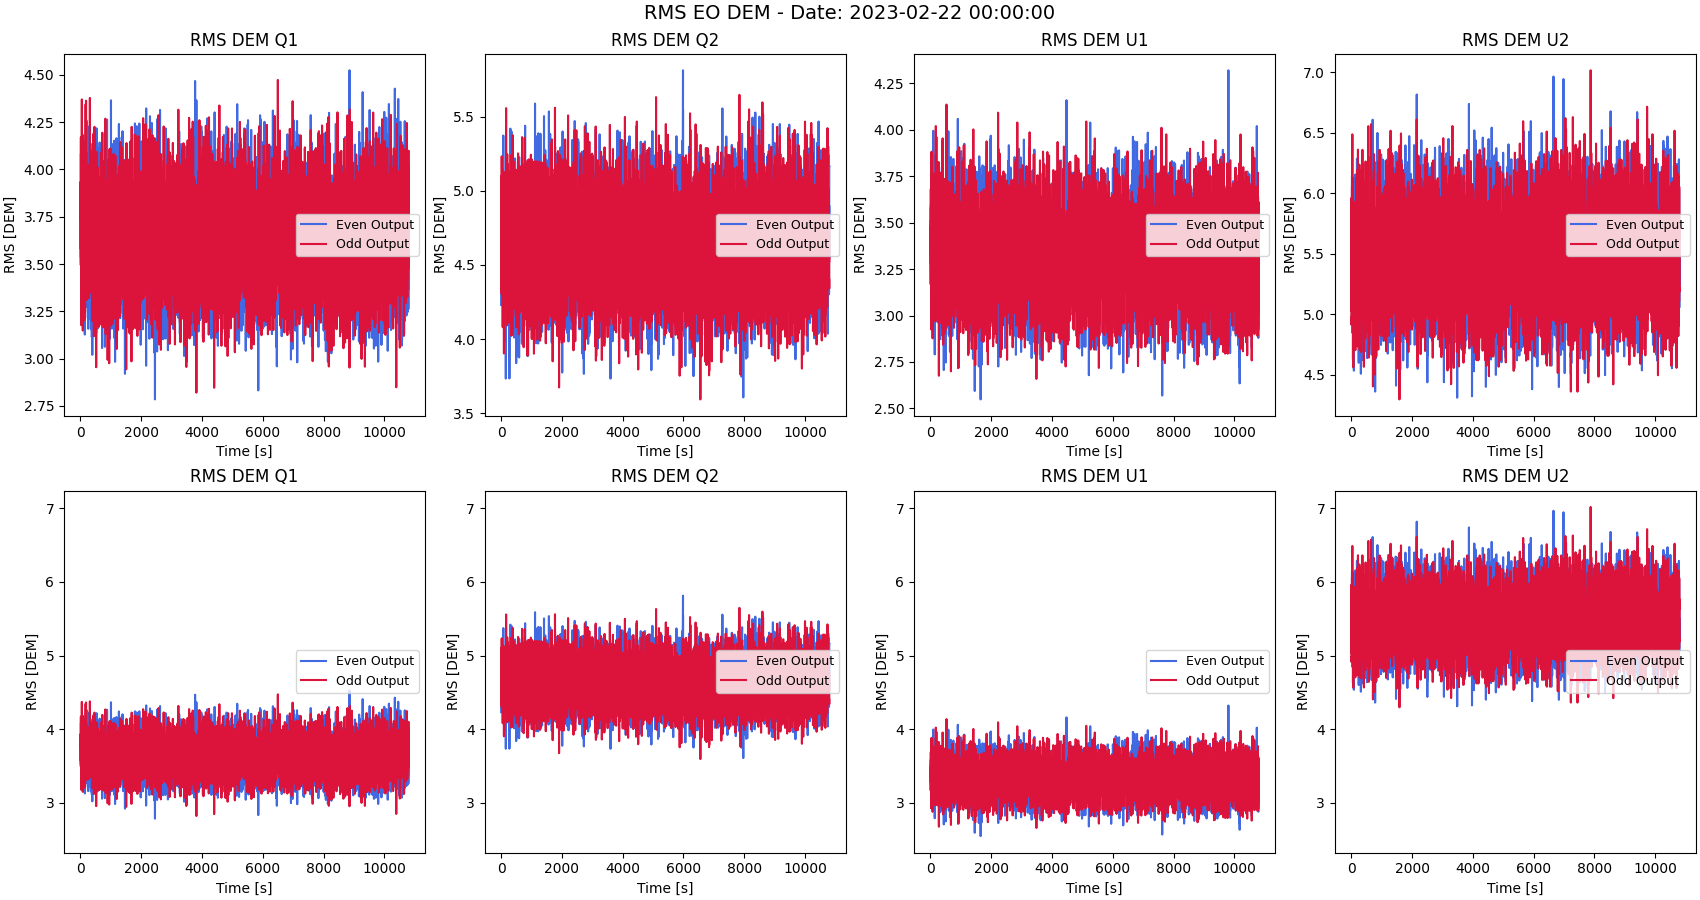 RMS EO DEM - Date: 2023-02-22 00:00:00
RMS DEM Q1
RMS [DEM]
4.50
4.25
4.00
3.75
3.50
3.25
3.00
2.75
Even Output
Odd Output
0 2000 4000 6000 8000 10000
Time [s]
RMS DEM Q2
RMS [DEM]
5.5
5.0
4.5
4.0
3.5
Even Output
Odd Output
0 2000 4000 6000 8000 10000
Time [s]
RMS DEM U1
RMS [DEM]
4.25
4.00
3.75
3.50
3.25
3.00
2.75
2.50
Even Output
Odd Output
0 2000 4000 6000 8000 10000
Time [s]
RMS DEM U2
RMS [DEM]
7.0
6.5
6.0
5.5
5.0
4.5
Even Output
Odd Output
0 2000 4000 6000 8000 10000
Time [s]
RMS DEM Q1
RMS [DEM]
7
6
5
4
3
Even Output
Odd Output
0 2000 4000 6000 8000 10000
Time [s]
RMS DEM Q2
RMS [DEM]
7
6
5
4
3
Even Output
Odd Output
0 2000 4000 6000 8000 10000
Time [s]
RMS DEM U1
RMS [DEM]
7
6
5
4
3
Even Output
Odd Output
0 2000 4000 6000 8000 10000
Time [s]
RMS DEM U2
RMS [DEM]
7
6
5
4
3
Even Output
Odd Output
0 2000 4000 6000 8000 10000
Time [s]